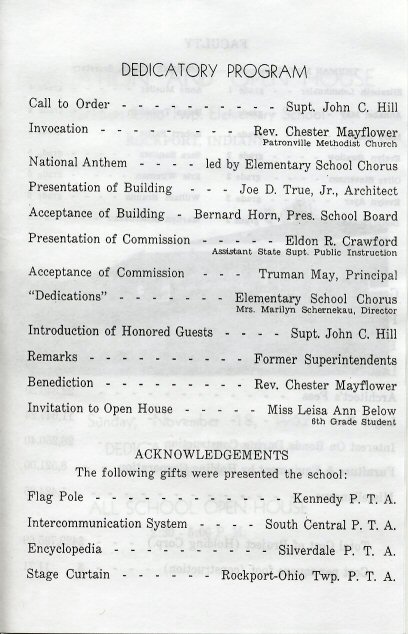 DEDICATORY PROGRAM
Call to Order - - - - - - - - - - Supt. John C. Hill
Invocation - - - - - - - - Rev. Chester Mayflower
Patronville Methodist Church
National Anthem - - - - led by Elementary School Chorus
Presentation of Building - - - Joe D. True, Jr., Architect
Acceptance of Building - Bernard Horn, Pres. School Board
Presentation of Commission - - - - - Eldon R. Crawford
Assistant State Supt. Public Instruction
Acceptance of Commission - - - Truman May, Principal
"Dedications" - - - - - - - Elementary School Chorus
Mrs. Marilyn Schernekau, Director
Introduction of Honored Guests - - - - Supt. John C. Hill
Remarks - - - - - - - - - - Former Superintendents
Benediction - - - - - - - - Rev. Chester Mayflower
Invitation to Open House - - - - - Miss Leisa Ann Below
6th Grade Student
ACKNOWLEDGEMENTS
The following gifts were presented the school:
Flag Pole - - - - - - - - - - - - Kennedy P. T. A.
Intercommunication System - - - - South Central P. T. A.
Encyclopedia - - - - - - - - - - Silverdale P. T. A.
Stage Curtain - - - - - - Rockport-Ohio Twp. P. T. A.